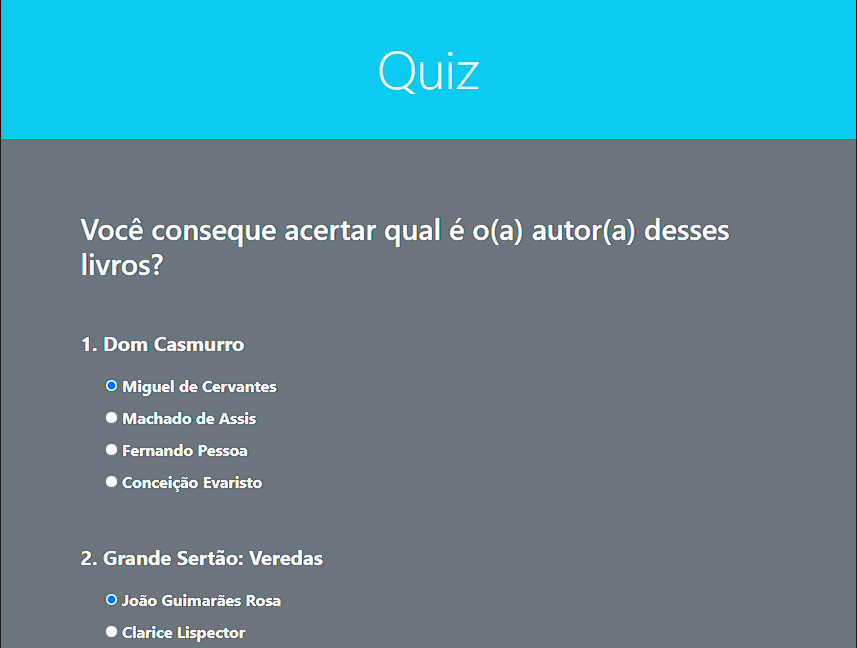 Quiz
Você conseque acertar qual é o(a) autor(a) desses
livros?
1. Dom Casmurro
Miguel de Cervantes
Machado de Assis
Fernando Pessoa
Conceição Evaristo
2. Grande Sertão: Veredas
João Guimarães Rosa
Clarice Lispector